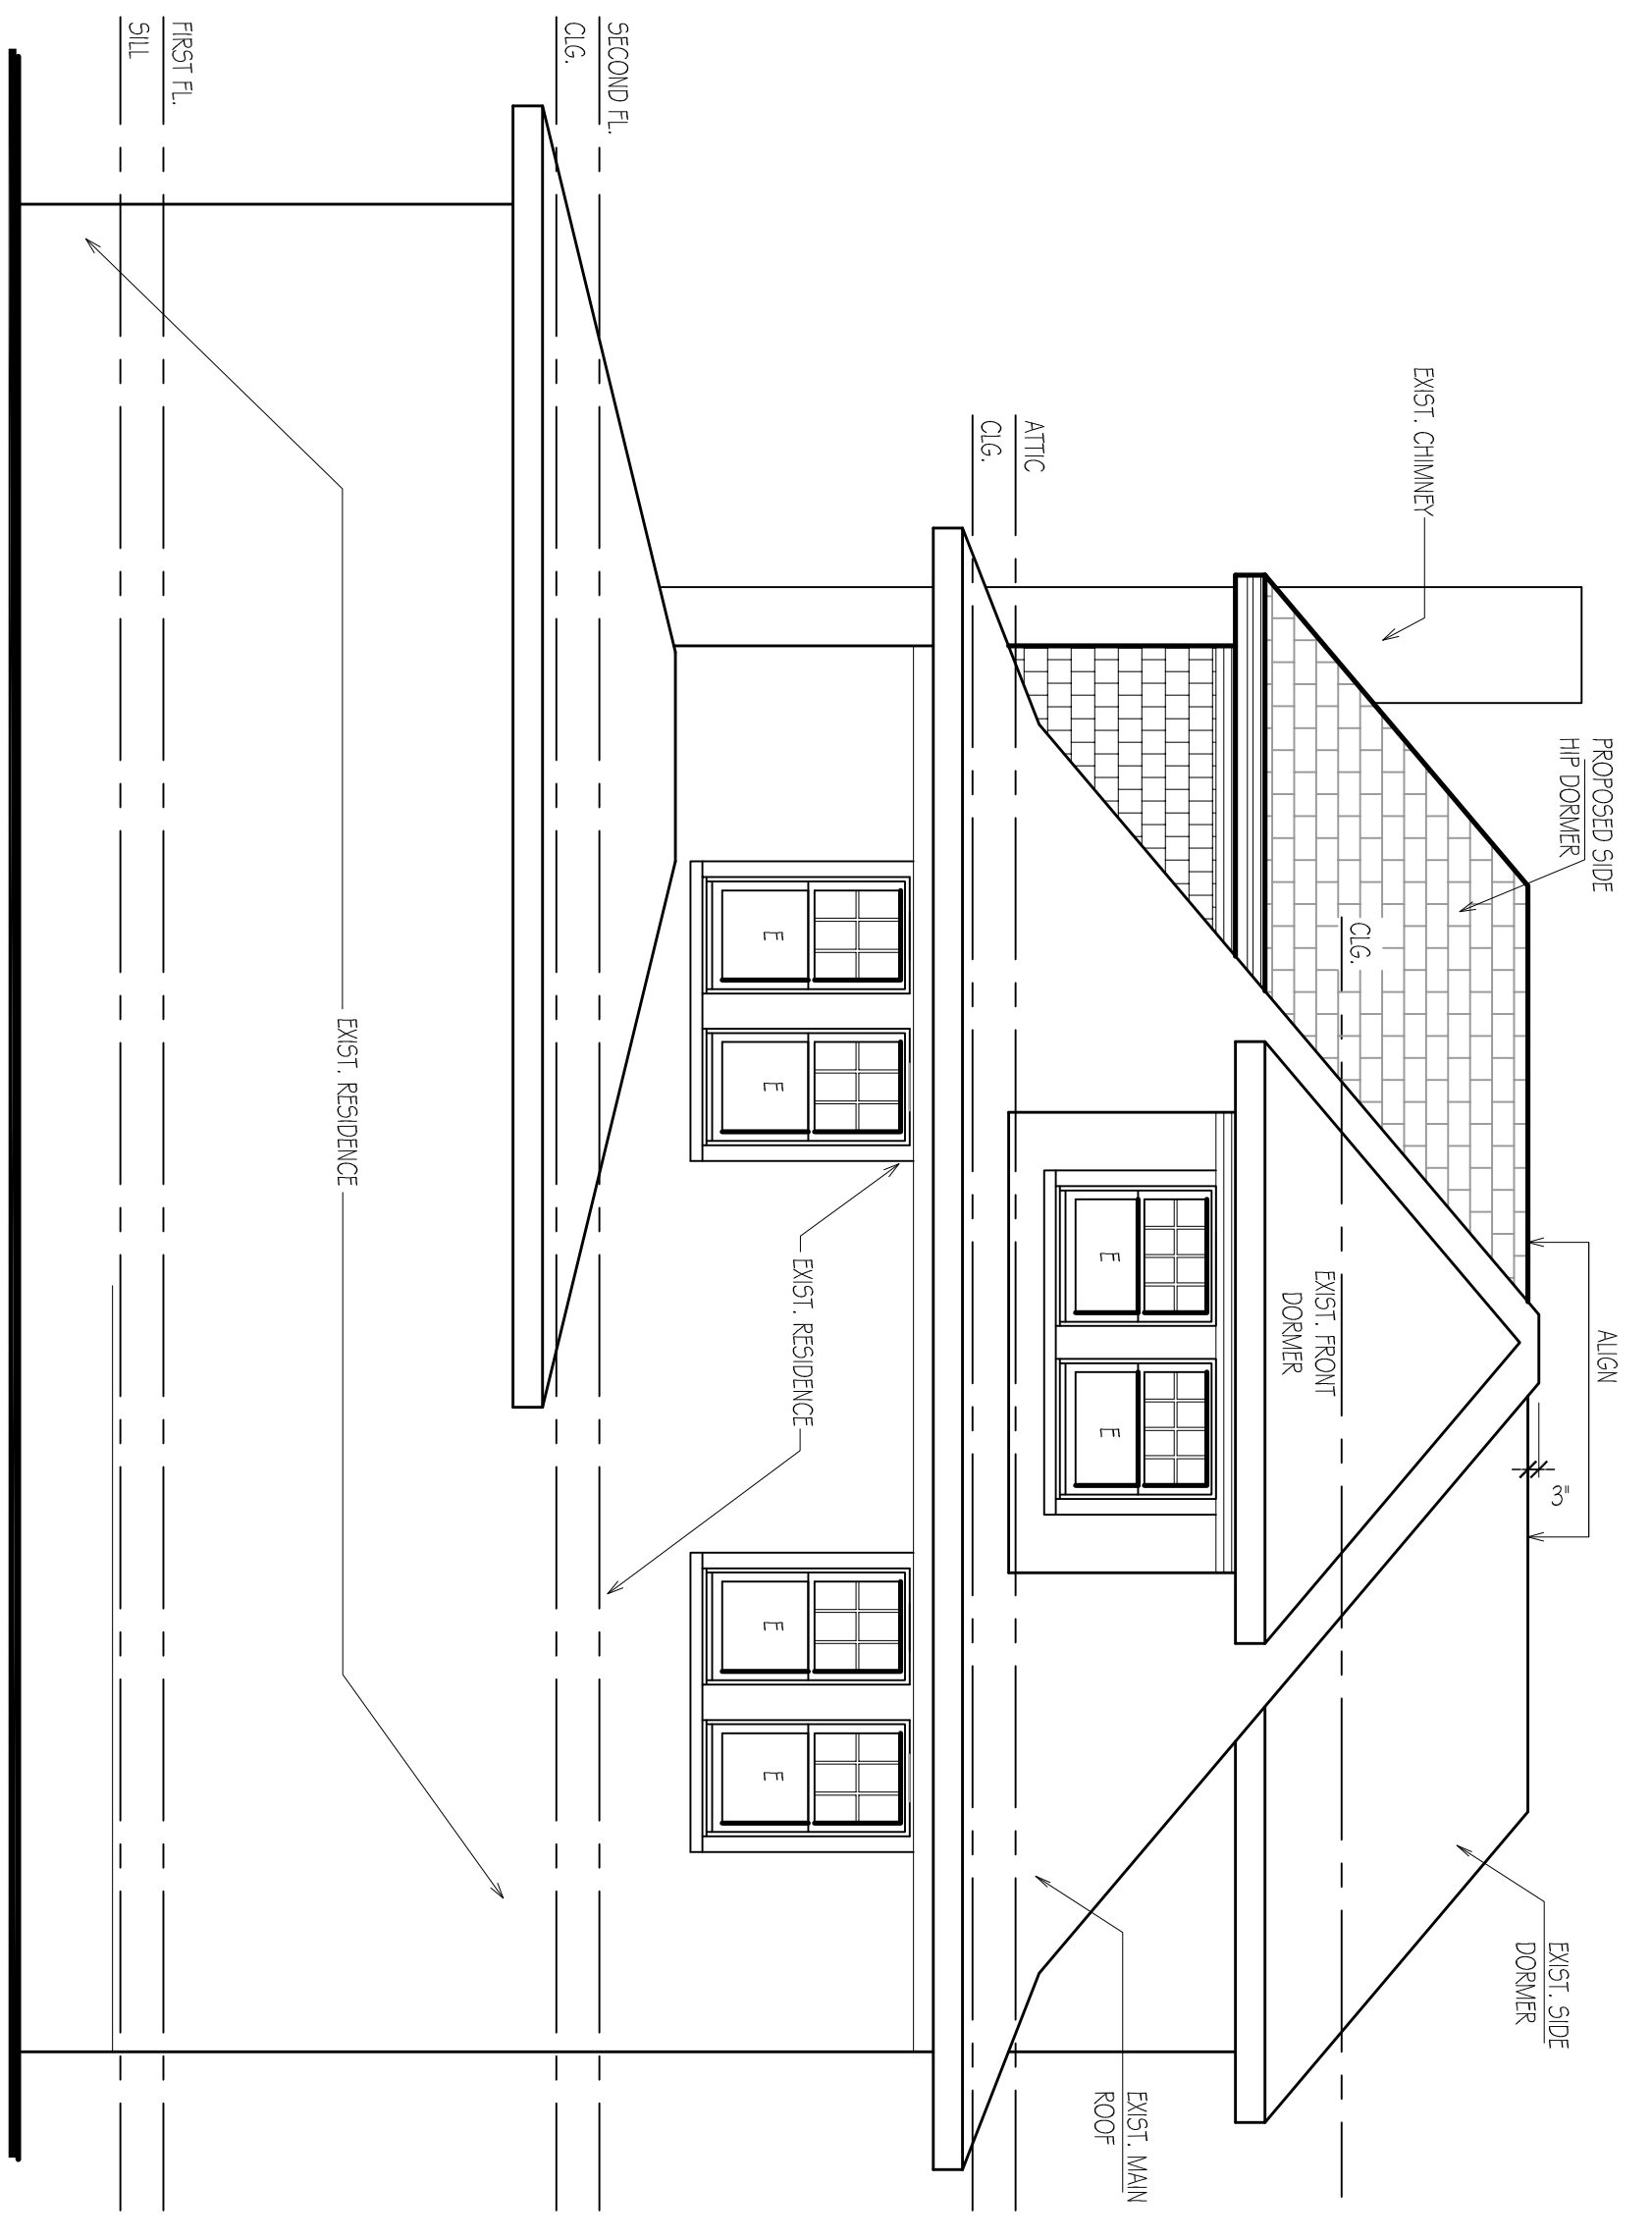 PROPOSED SIDE
HIP DORMER
ALIGN
3"
EXIST. SIDE
DORMER
EXIST. CHIMNEY
CLG.
EXIST. FRONT
DORMER
EXIST. MAIN
ROOF
ATTIC
CLG.
E
E
EXIST. RESIDENCE
E
E
E
E
SECOND FL.
CLG.
EXIST. RESIDENCE
FIRST FL.
SILL